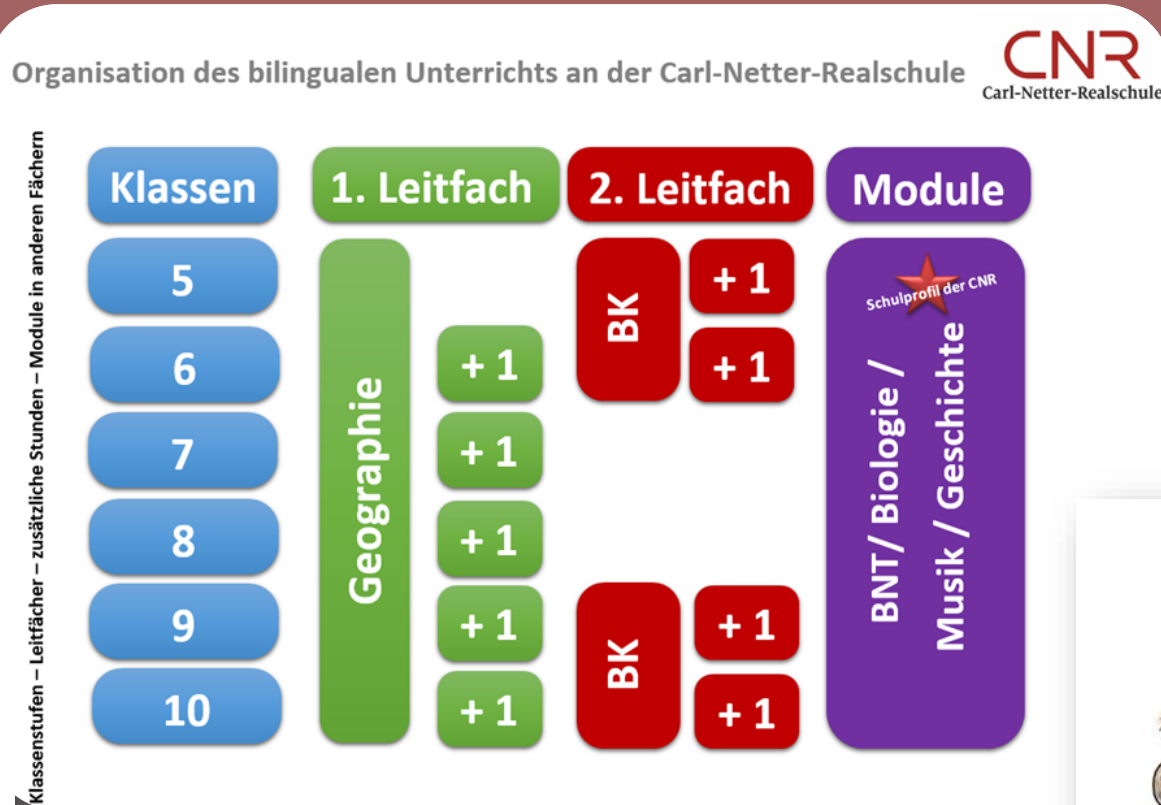 Organisation des bilingualen Unterrichts an der Carl-Netter-Realschule
CNR
Carl-Netter-Realschule
Klassenstufen – Leitfächer – zusätzliche Stunden – Module in anderen Fächern
Klassen
1. Leitfach
2. Leitfach
Module
5
6
7
8
9
10
Geographie
+ 1
+ 1
+ 1
+ 1
+ 1
BK
+ 1
+ 1
BK
+ 1
+ 1
Schulprofil der CNR
BNT/ Biologie /
Musik / Geschichte